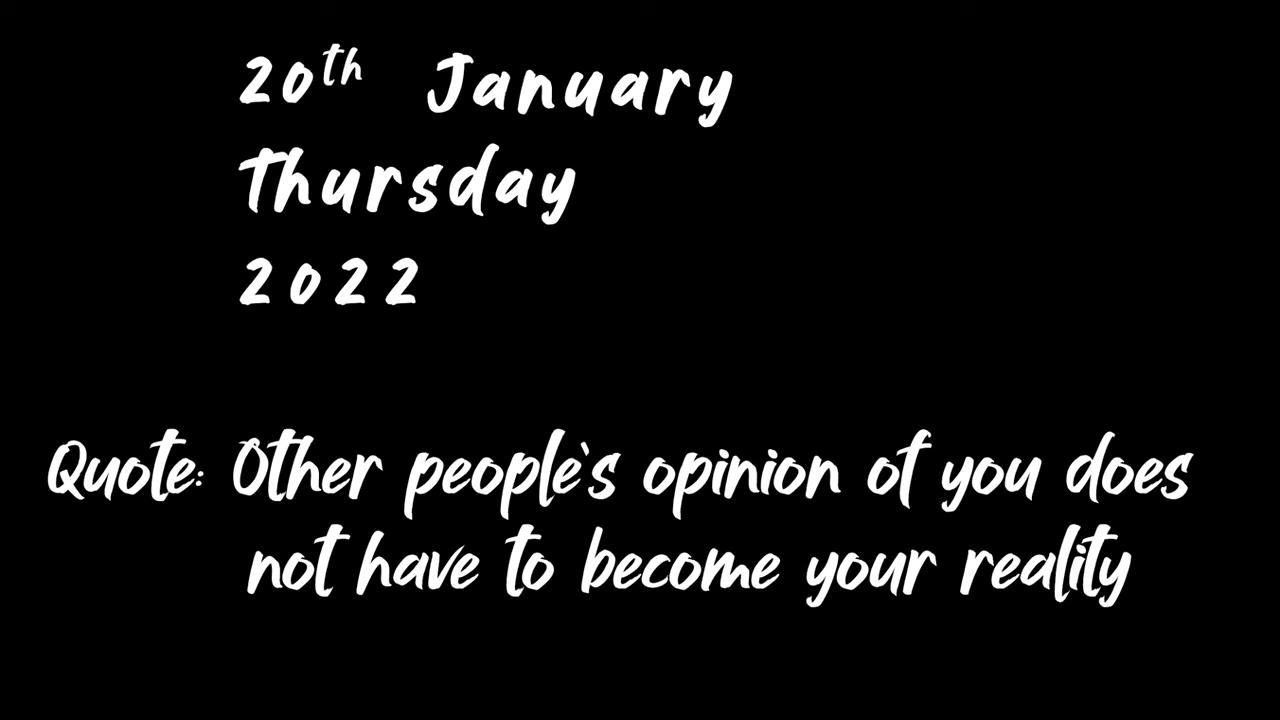 20th January
Thursday
2022
Quote: Other people's opinion of you does
not have to become your reality